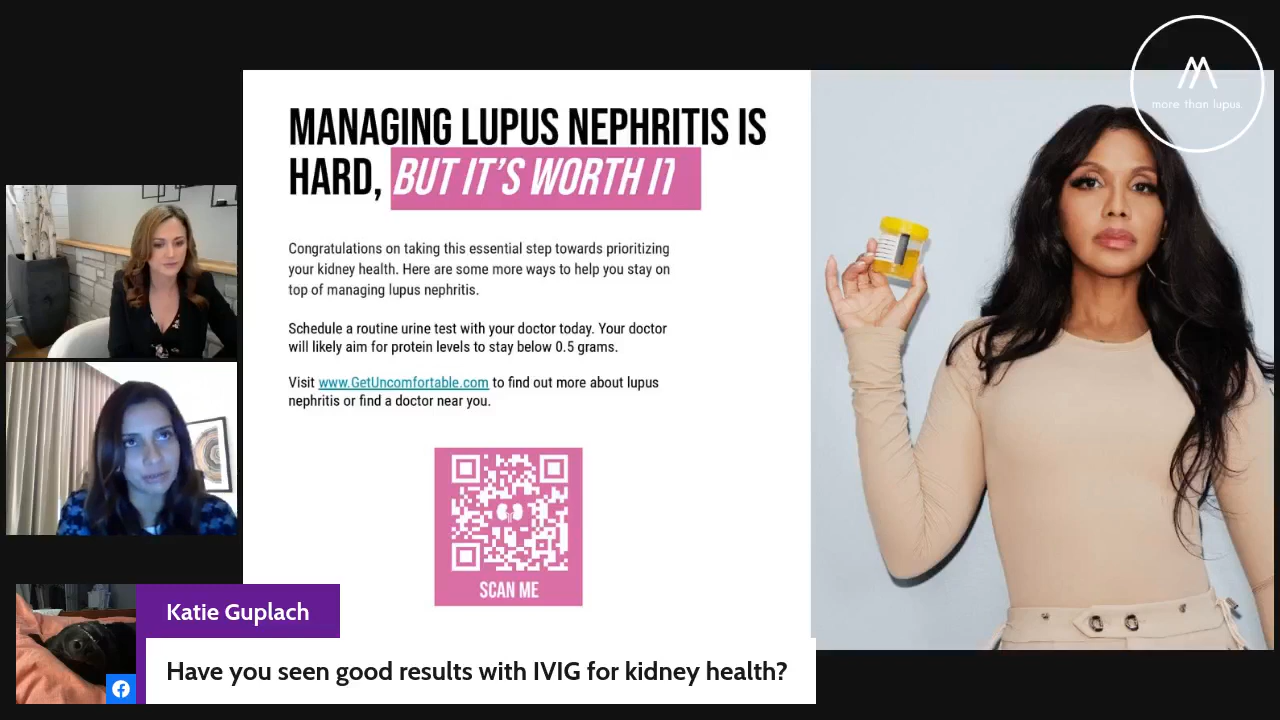 more than lupus
MANAGING LUPUS NEPHRITIS IS
HARD, BUT IT'S WORTH IT
Congratulations on taking this essential step towards prioritizing
your kidney health. Here are some more ways to help you stay on
top of managing lupus nephritis.
Schedule a routine urine test with your doctor today. Your doctor
will likely aim for protein levels to stay below 0.5 grams.
Visit www.GetUncomfortable.com to find out more about lupus
nephritis or find a doctor near you.
SCAN ME
Katie Guplach
Have you seen good results with IVIG for kidney health?